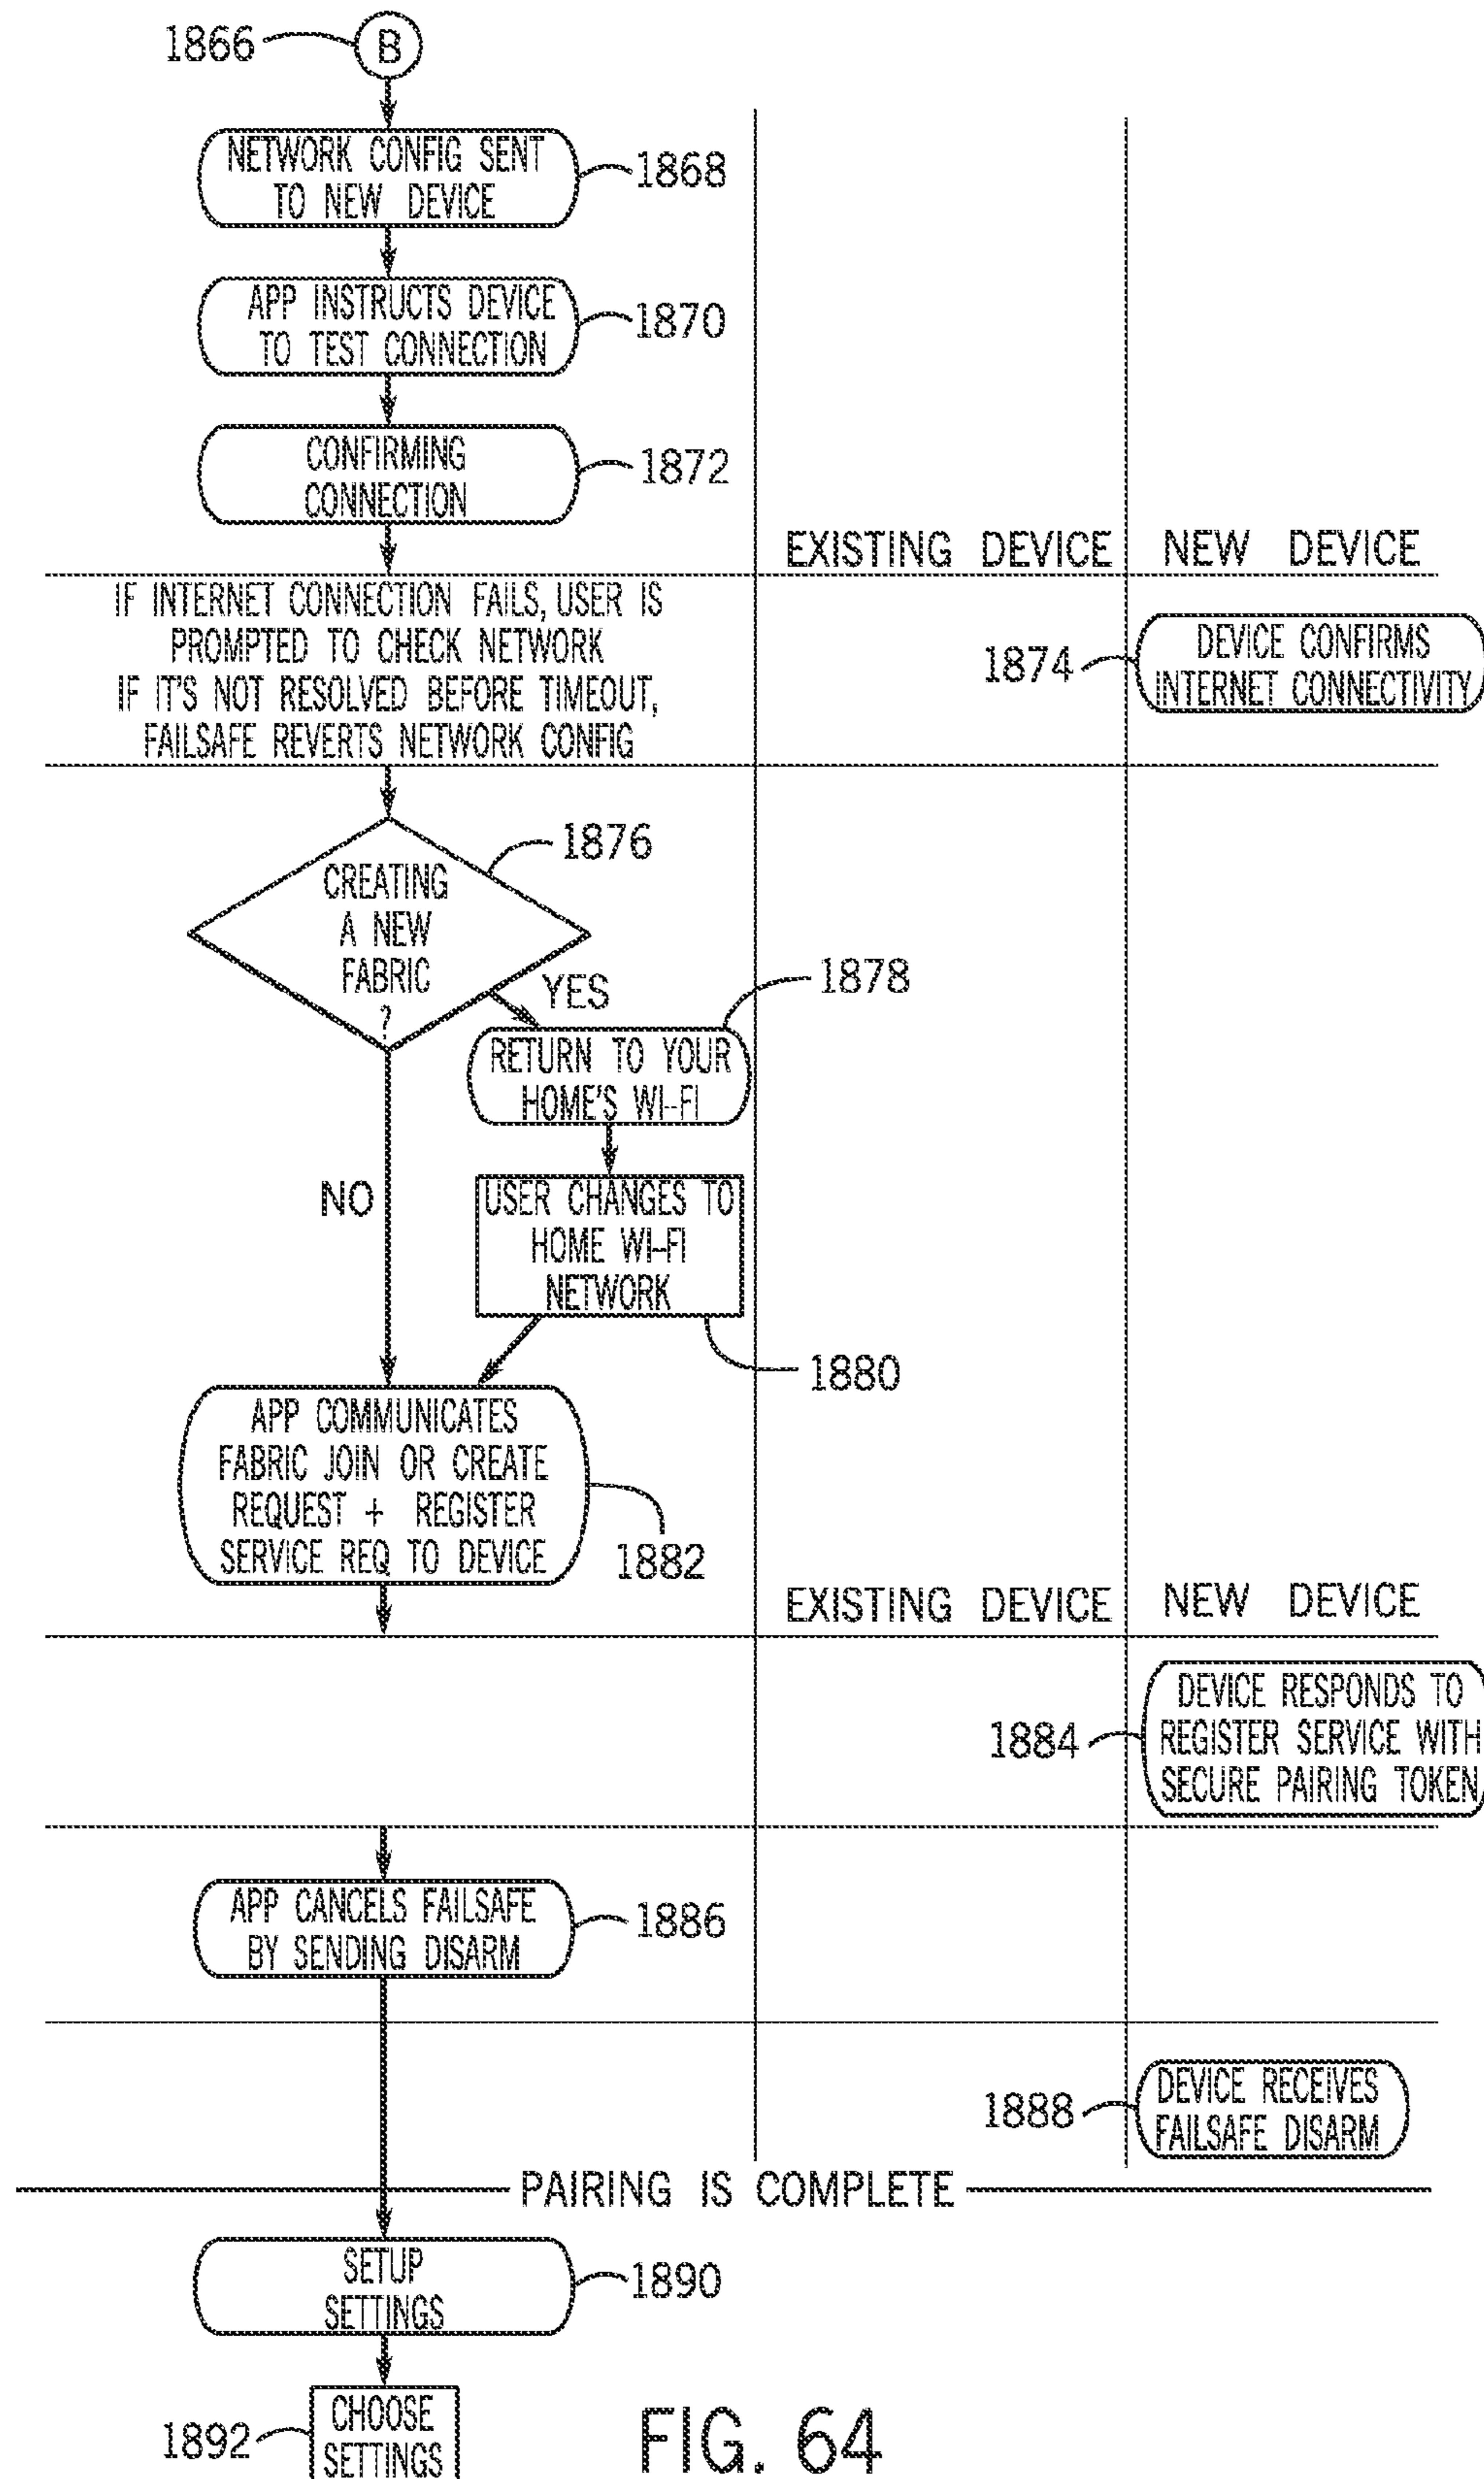 1866
B
NETWORK CONFIG SENT
TO NEW DEVICE
1868
APP INSTRUCTS DEVICE
TO TEST CONNECTION
1870
CONFIRMING
CONNECTION
1872
EXISTING DEVICE
NEW DEVICE
IF INTERNET CONNECTION FAILS, USER IS
PROMPTED TO CHECK NETWORK
IF IT'S NOT RESOLVED BEFORE TIMEOUT,
FAILSAFE REVERTS NETWORK CONFIG
1874
DEVICE CONFIRMS
INTERNET CONNECTIVITY
1876
CREATING
A NEW
FABRIC
?
YES
1878
RETURN TO YOUR
HOME'S WI-FI
NO
USER CHANGES TO
HOME WI-FI
NETWORK
1880
APP COMMUNICATES
FABRIC JOIN OR CREATE
REQUEST + REGISTER
SERVICE REQ TO DEVICE
1882
EXISTING DEVICE
NEW DEVICE
1884
DEVICE RESPONDS TO
REGISTER SERVICE WITH
SECURE PAIRING TOKEN
APP CANCELS FAILSAFE
BY SENDING DISARM
1886
1888
DEVICE RECEIVES
FAILSAFE DISARM
PAIRING IS COMPLETE
SETUP
SETTINGS
1890
1892
CHOOSE
SETTINGS
FIG. 64